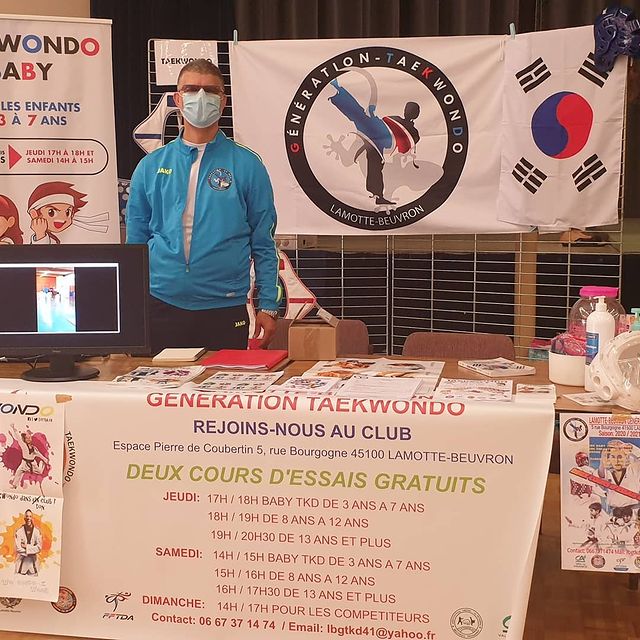 WONDO
BABY
LES ENFANTS
3 À 7 ANS
JEUDI 17H À 18H ET
SAMEDI 14H À 15H
TAEKWONDO
JAKO
JAKO
GÉNÉRATION-TAEKWONDO
LAMOTTE-BEUVRON
GÉNÉRATION TAEKWONDO
REJOINS-NOUS AU CLUB
Espace Pierre de Coubertin 5, rue Bourgogne 45100 LAMOTTE-BEUVRON
DEUX COURS D'ESSAIS GRATUITS
JEUDI: 17H / 18H BABY TKD DE 3 ANS A 7 ANS
18H / 19H DE 8 ANS A 12 ANS
19H / 20H30 DE 13 ANS ET PLUS
SAMEDI: 14H / 15H BABY TKD DE 3 ANS A 7 ANS
15H / 16H DE 8 ANS A 12 ANS
16H / 17H30 DE 13 ANS ET PLUS
DIMANCHE: 14H / 17H POUR LES COMPETITEURS
Contact: 06 67 37 14 74 / Email: lbgtkd41@yahoo.fr
FFTDA
TAEKWONDO
Saison: 2020 / 2021